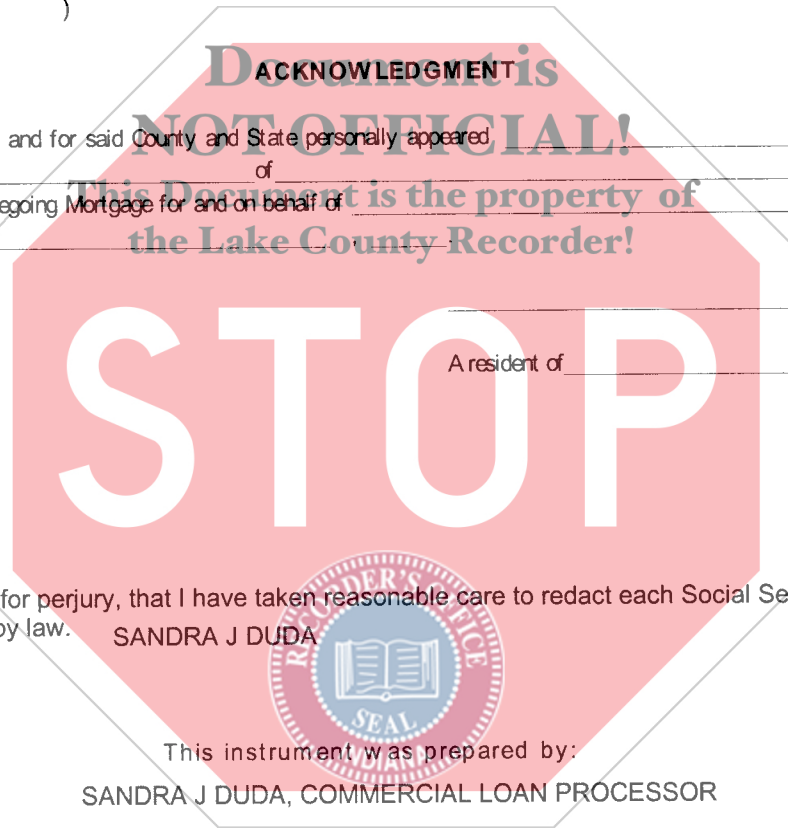 )
Document is
ACKNOWLEDGMENT
NOT OFFICIAL!
and for said County and State personally appeared
of
This Document is the property of
egoing Mortgage for and on behalf of
the Lake County Recorder!
, .
A resident of
STOP
for perjury, that I have taken reasonable care to redact each Social Se
by law. SANDRA J DUDA
RECORDER'S OFFICE
SEAL
INDIANA
This instrument was prepared by:
SANDRA J DUDA, COMMERCIAL LOAN PROCESSOR